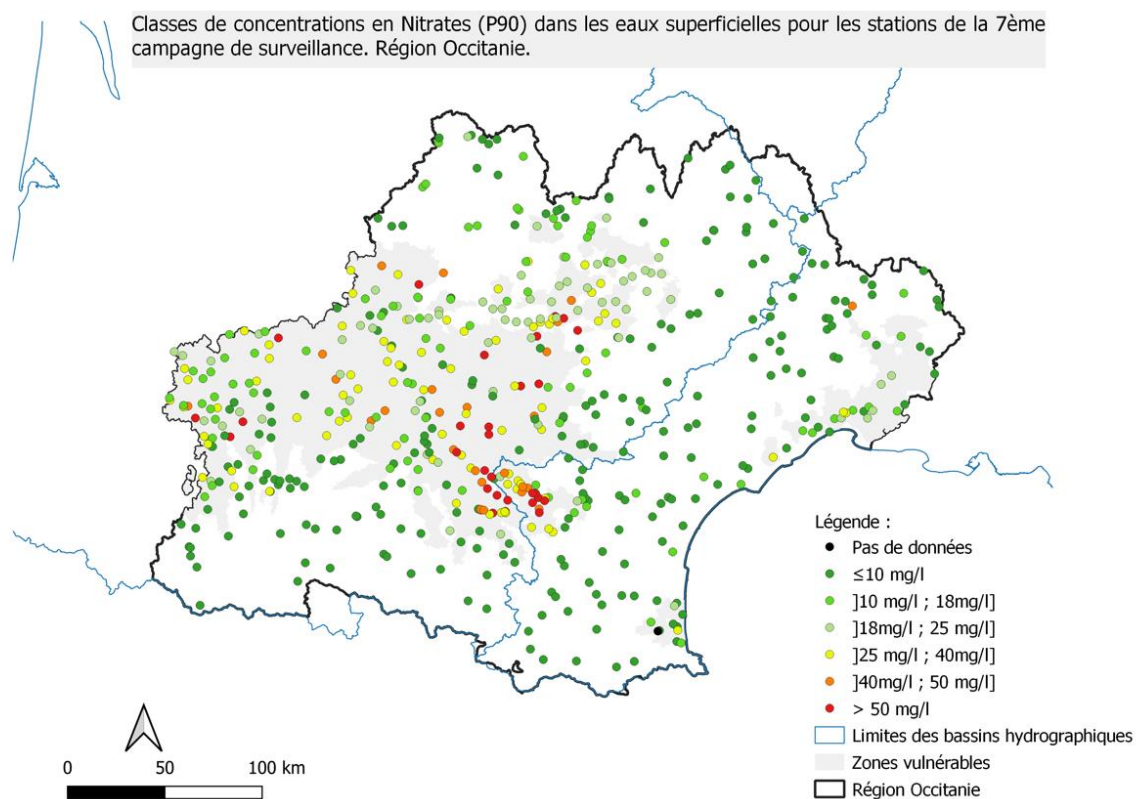 Classes de concentrations en Nitrates (P90) dans les eaux superficielles pour les stations de la 7ème
campagne de surveillance. Région Occitanie.
Légende :
Pas de données
≤10 mg/l
]10 mg/l ; 18mg/l]
]18mg/l ; 25 mg/l]
]25 mg/l ; 40mg/l]
]40mg/l ; 50 mg/l]
> 50 mg/l
Limites des bassins hydrographiques
Zones vulnérables
Région Occitanie
0 50 100 km